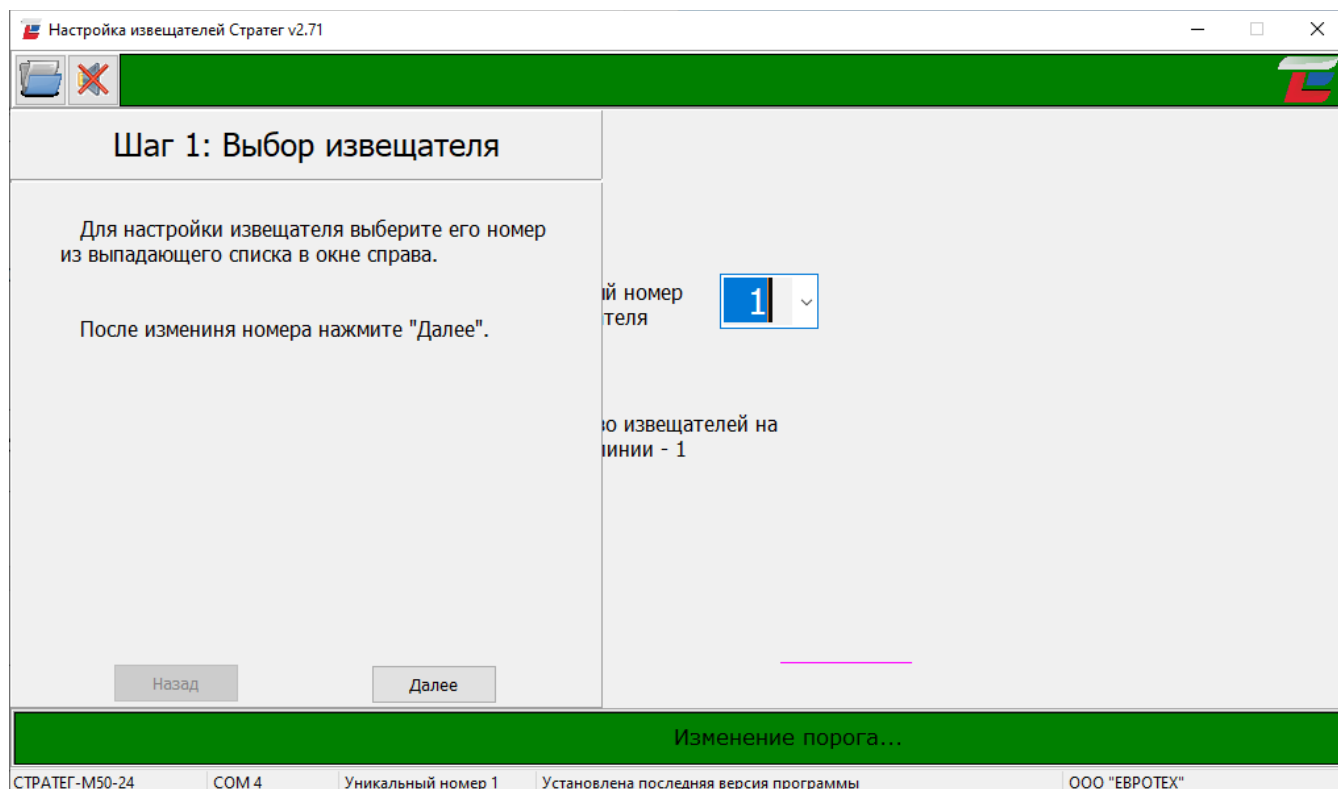 Настройка извещателей Стратег v2.71
Шаг 1: Выбор извещателя
Для настройки извещателя выберите его номер
из выпадающего списка в окне справа.
После измениня номера нажмите "Далее".
й номер
теля
1
во извещателей на
линии - 1
Назад
Далее
Изменение порога...
СТРАТЕГ-М50-24
COM 4
Уникальный номер 1
Установлена последняя версия программы
ООО "ЕВРОТЕХ"